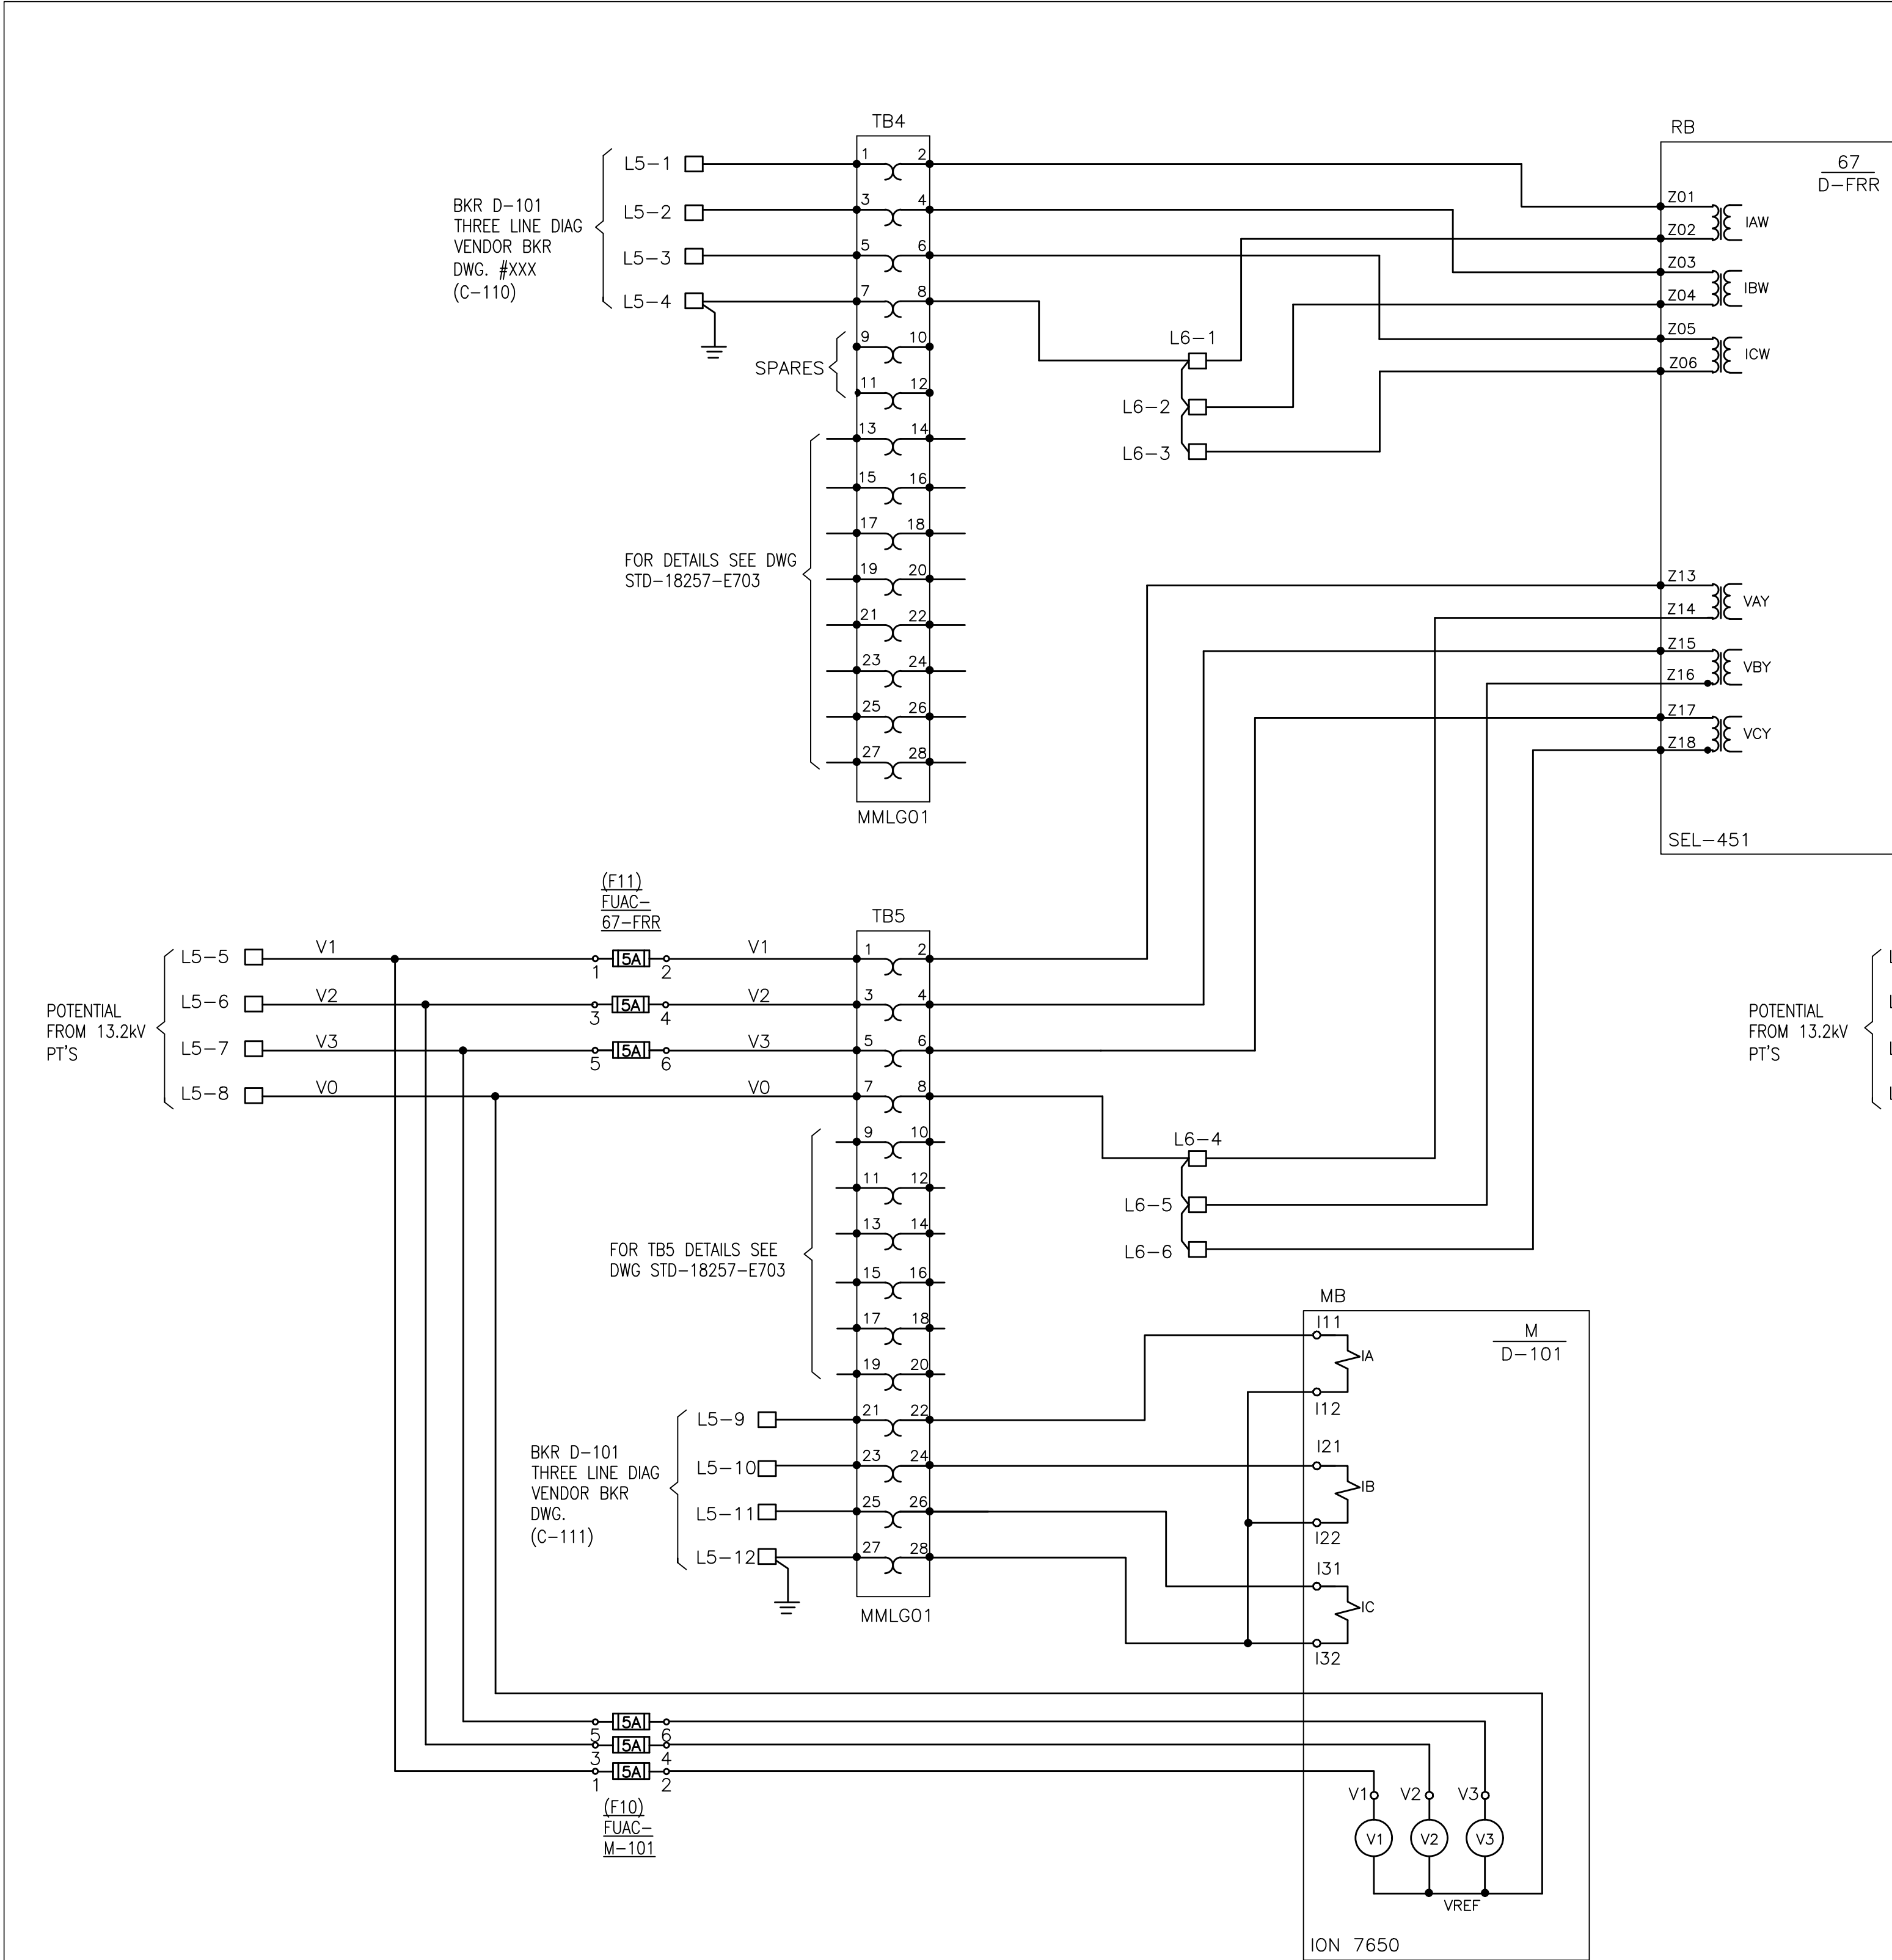 TB4
RB
67
D-FRR
L5-1
L5-2
L5-3
L5-4
BKR D-101
THREE LINE DIAG
VENDOR BKR
DWG. #XXX
(C-110)
1 2
3 4
5 6
7 8
9 10
11 12
13 14
15 16
17 18
19 20
21 22
23 24
25 26
27 28
SPARES
FOR DETAILS SEE DWG
STD-18257-E703
MMLG01
L6-1
L6-2
L6-3
Z01
Z02
IAW
Z03
Z04
IBW
Z05
Z06
ICW
Z13
Z14
VAY
Z15
Z16
VBY
Z17
Z18
VCY
SEL-451
(F11)
FUAC-
67-FRR
TB5
POTENTIAL
FROM 13.2kV
PT'S
L5-5 V1 1 5A 2 V1
L5-6 V2 3 5A 4 V2
L5-7 V3 5 5A 6 V3
L5-8 V0 V0
1 2
3 4
5 6
7 8
9 10
11 12
13 14
15 16
17 18
19 20
21 22
23 24
25 26
27 28
FOR TB5 DETAILS SEE
DWG STD-18257-E703
L6-4
L6-5
L6-6
POTENTIAL
FROM 13.2kV
PT'S
BKR D-101
THREE LINE DIAG
VENDOR BKR
DWG.
(C-111)
L5-9
L5-10
L5-11
L5-12
MMLG01
MB
M
D-101
I11
IA
I12
I21
IB
I22
I31
IC
I32
5 5A 6
3 5A 4
1 5A 2
(F10)
FUAC-
M-101
V1 V2 V3
V1 V2 V3
VREF
ION 7650